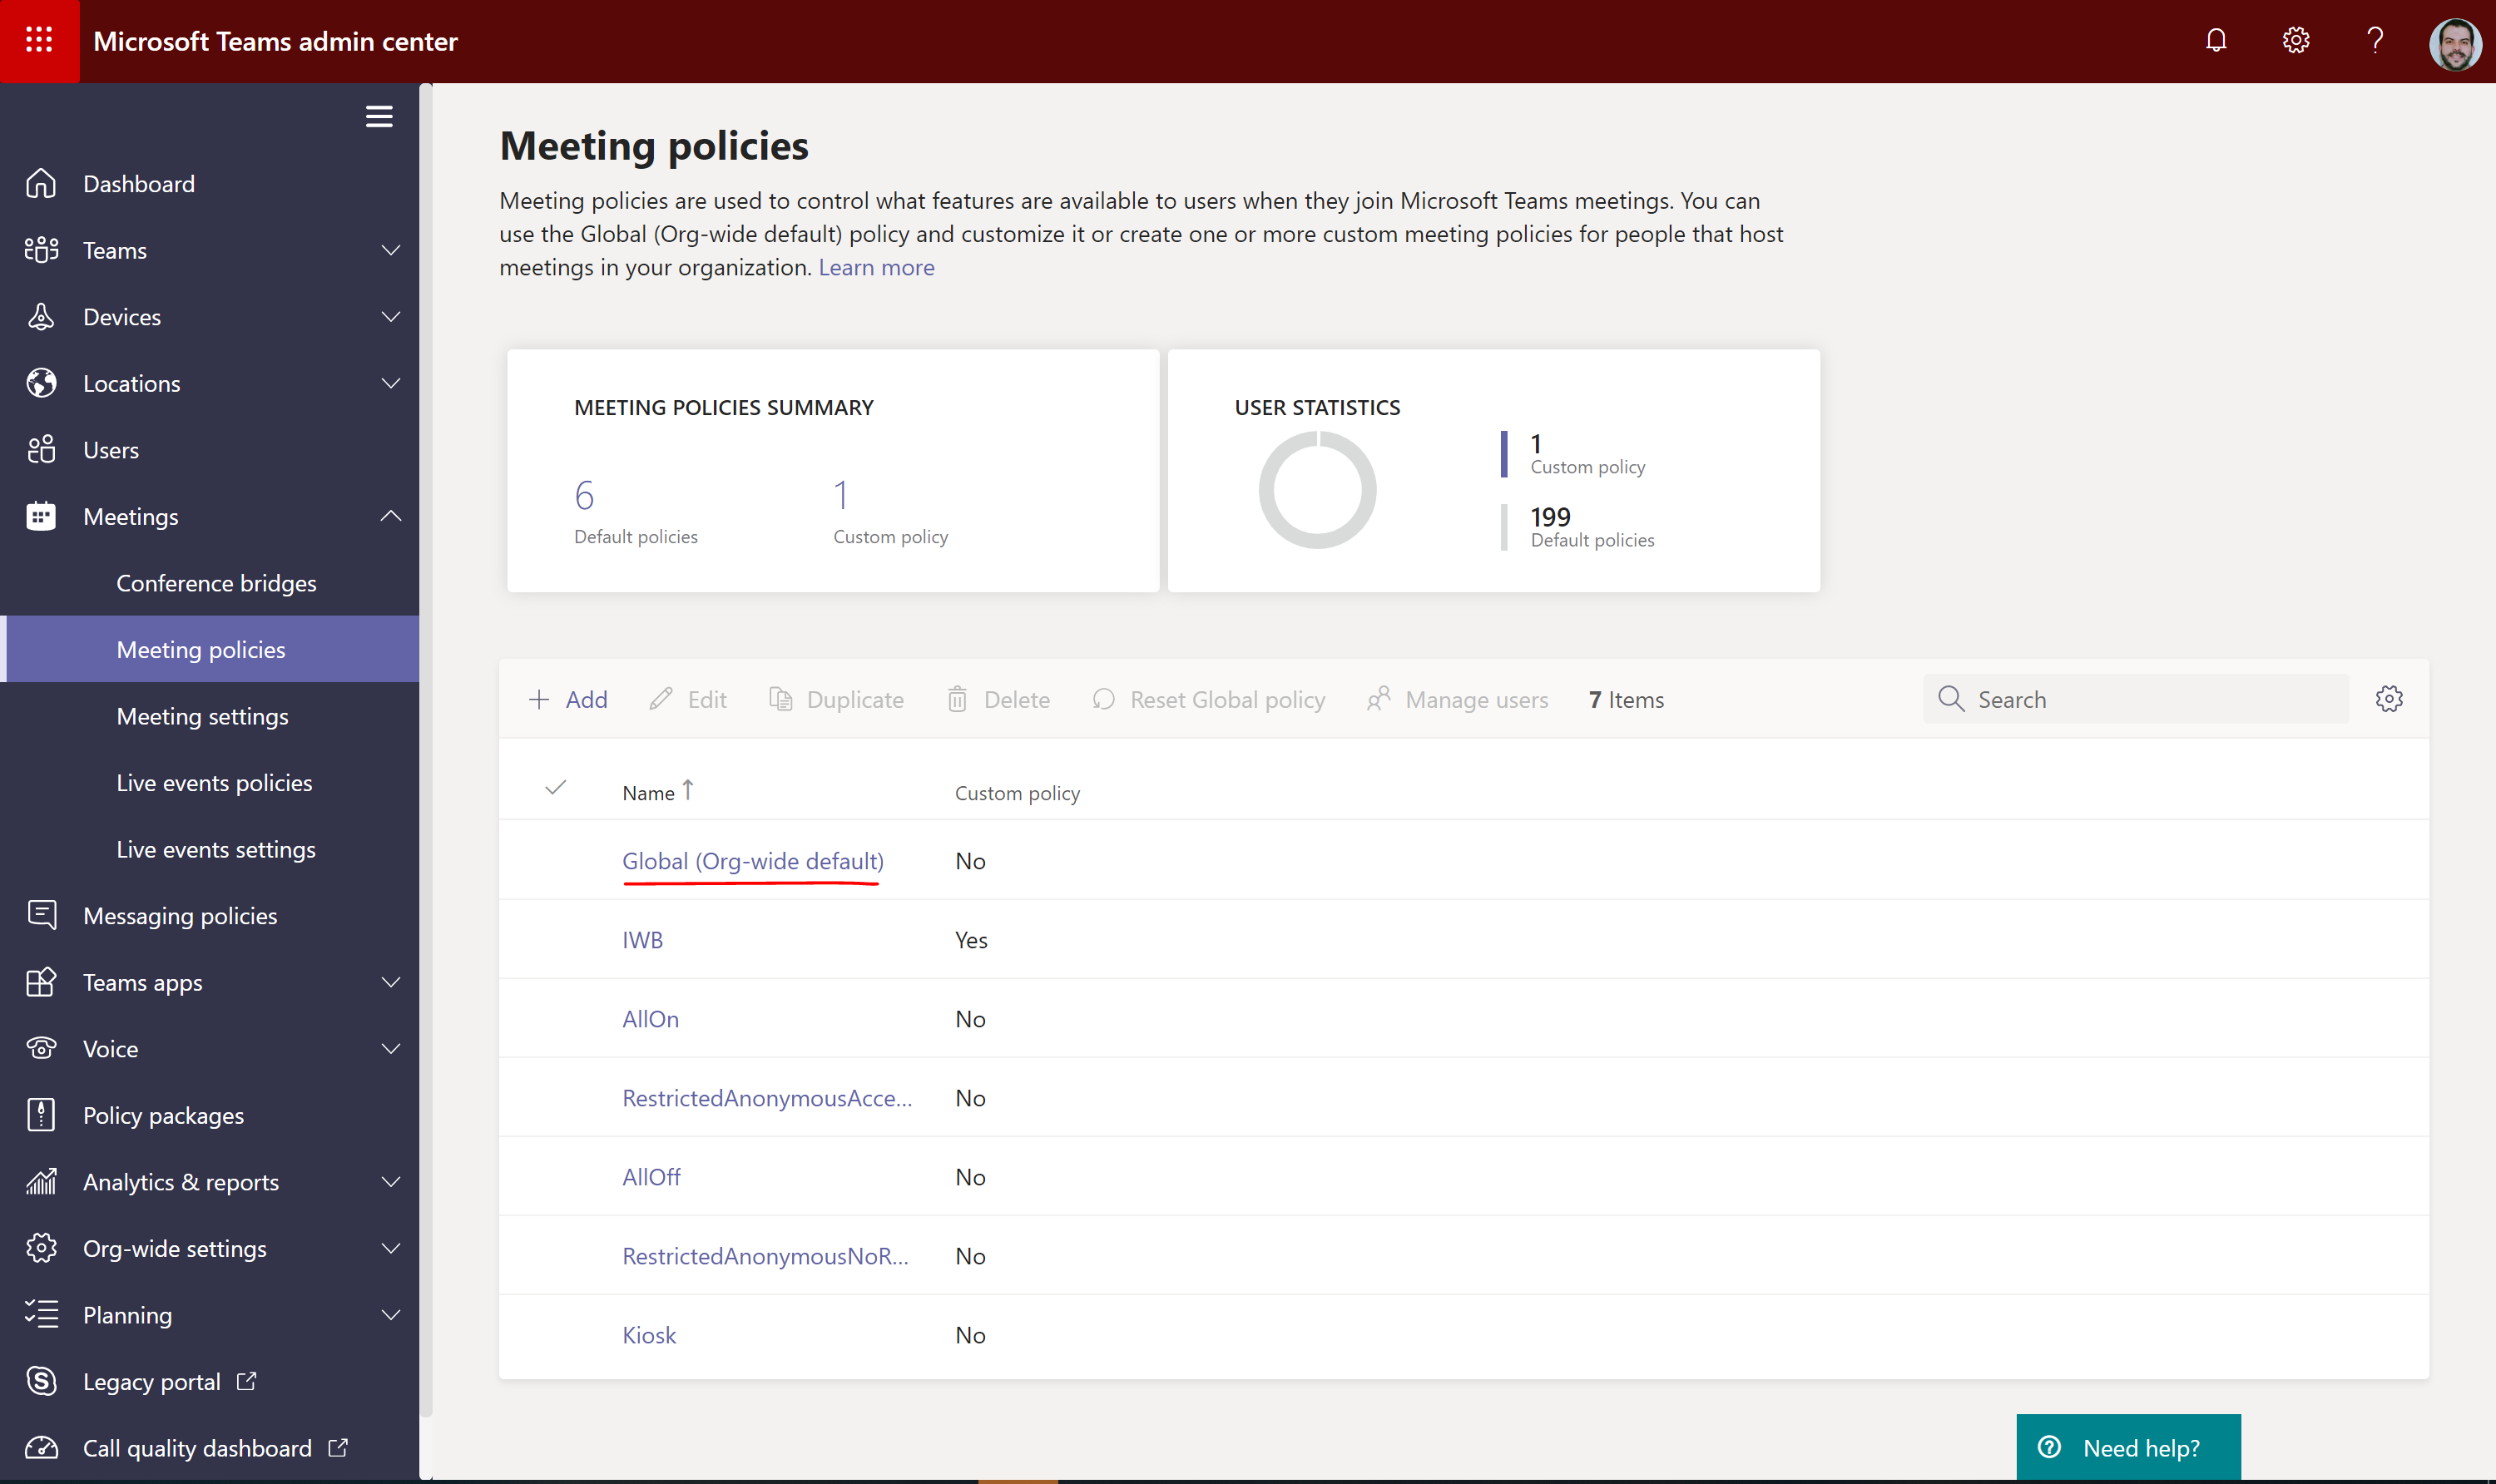 Microsoft Teams admin center
Dashboard
Teams
Devices
Locations
Users
Meetings
Conference bridges
Meeting policies
Meeting settings
Live events policies
Live events settings
Messaging policies
Teams apps
Voice
Policy packages
Analytics & reports
Org-wide settings
Planning
Legacy portal
Call quality dashboard
Meeting policies
Meeting policies are used to control what features are available to users when they join Microsoft Teams meetings. You can
use the Global (Org-wide default) policy and customize it or create one or more custom meeting policies for people that host
meetings in your organization. Learn more
MEETING POLICIES SUMMARY
6
Default policies
1
Custom policy
USER STATISTICS
1
Custom policy
199
Default policies
Add Edit Duplicate Delete Reset Global policy Manage users 7 Items Search
Name Custom policy
Global (Org-wide default) No
IWB Yes
AllOn No
RestrictedAnonymousAcce... No
AllOff No
RestrictedAnonymousNoR... No
Kiosk No
Need help?